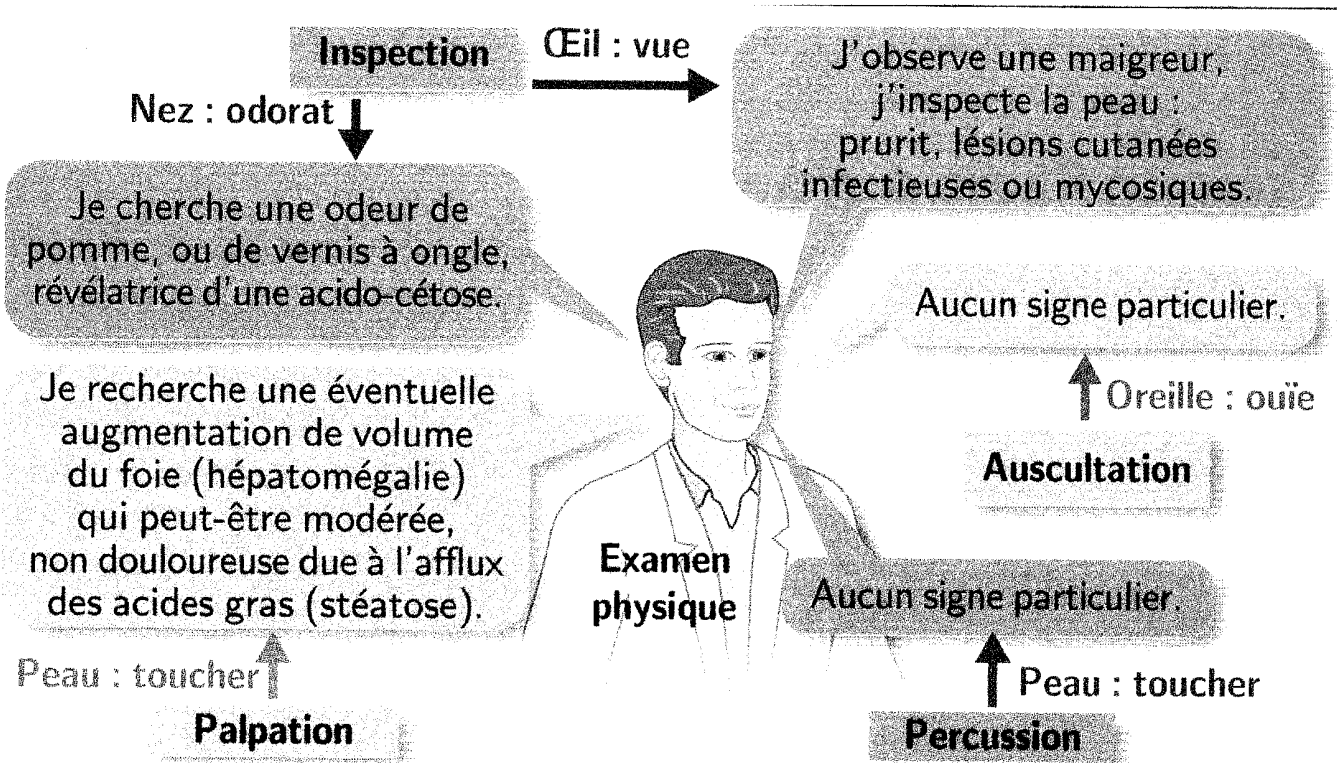 Inspection
Œil : vue
J'observe une maigreur,
j'inspecte la peau :
prurit, lésions cutanées
infectieuses ou mycosiques.
Nez : odorat
Je cherche une odeur de
pomme, ou de vernis à ongle,
révélatrice d'une acido-cétose.
Aucun signe particulier.
Oreille : ouïe
Auscultation
Je recherche une éventuelle
augmentation de volume
du foie (hépatomégalie)
qui peut-être modérée,
non douloureuse due à l'afflux
des acides gras (stéatose).
Peau : toucher
Palpation
Examen
physique
Aucun signe particulier.
Peau : toucher
Percussion